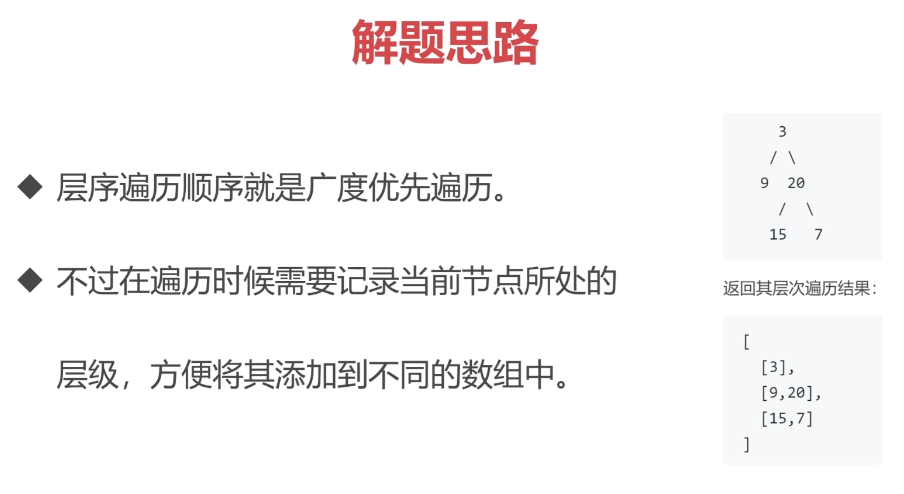 解题思路
◆ 层序遍历顺序就是广度优先遍历。
◆ 不过在遍历时候需要记录当前节点所处的
层级，方便将其添加到不同的数组中。
3
/ \
9 20
/ \
15 7
返回其层次遍历结果：
[
[3],
[9,20],
[15,7]
]